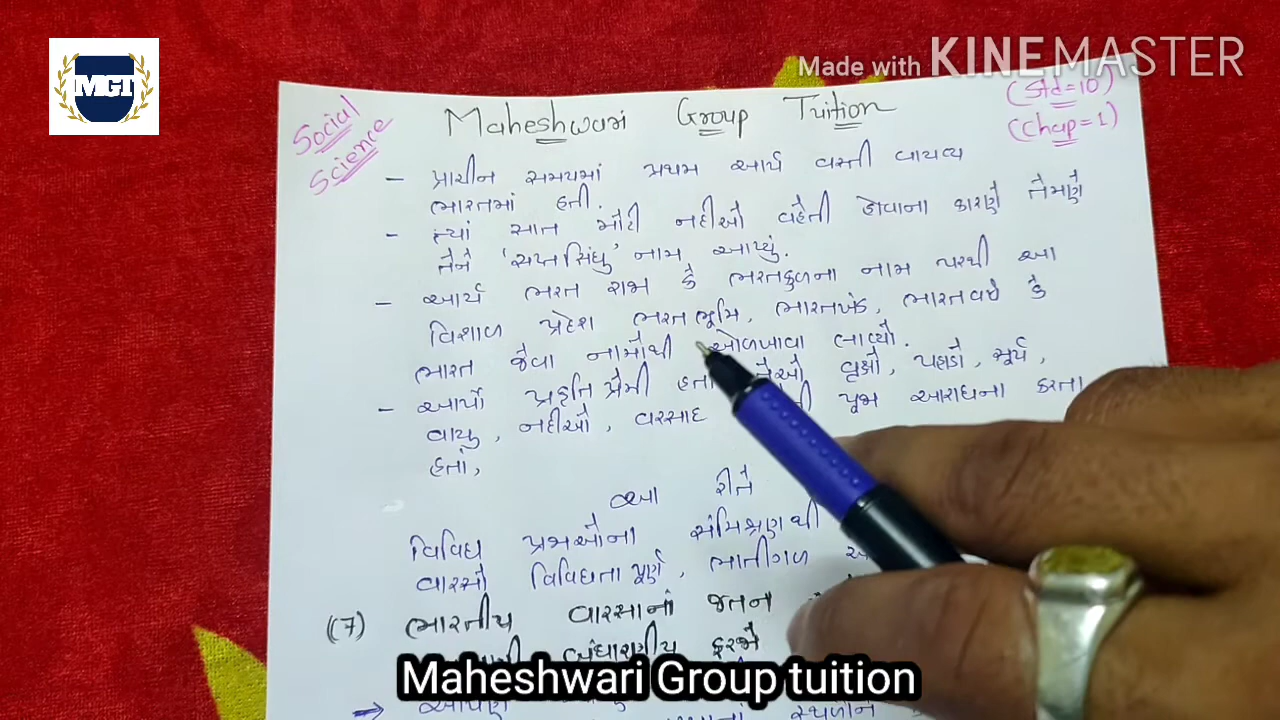 MGT
Made with KINEMASTER
Social
Science
Maheshwari Group Tuition
(Std=10)
(Chap=1)
- પ્રાચીન સમયમાં પ્રથમ આર્ય વસ્તી વાયવ્ય
ભારતમાં હતી.
- ત્યાં સાત મોટી નદીઓ વહેતી હોવાના કારણે તેમણે
તેને 'સપ્તસિંધુ' નામ આપ્યું.
- આર્ય ભરત રાજા કે ભરતકુળના નામ પરથી આ
વિશાળ પ્રદેશ ભરતભૂમિ, ભારતખંડ, ભારતવર્ષ કે
ભારત જેવા નામોથી ઓળખાવા લાગ્યો.
- આર્યો પ્રકૃતિ પ્રેમી હતા તેઓ વૃક્ષો, પહાડો, સૂર્ય,
વાયુ, નદીઓ, વરસાદ પૂજા આરાધના કરતા
હતાં,
આ રીતે
વિવિધ પ્રજાઓના સંમિશ્રણથી
વારસો વિવિધતા પૂર્ણ, ભાતીગળ
(7) ભારતીય વારસાનાં જતન
બંધારણીય ફરજો
Maheshwari Group tuition